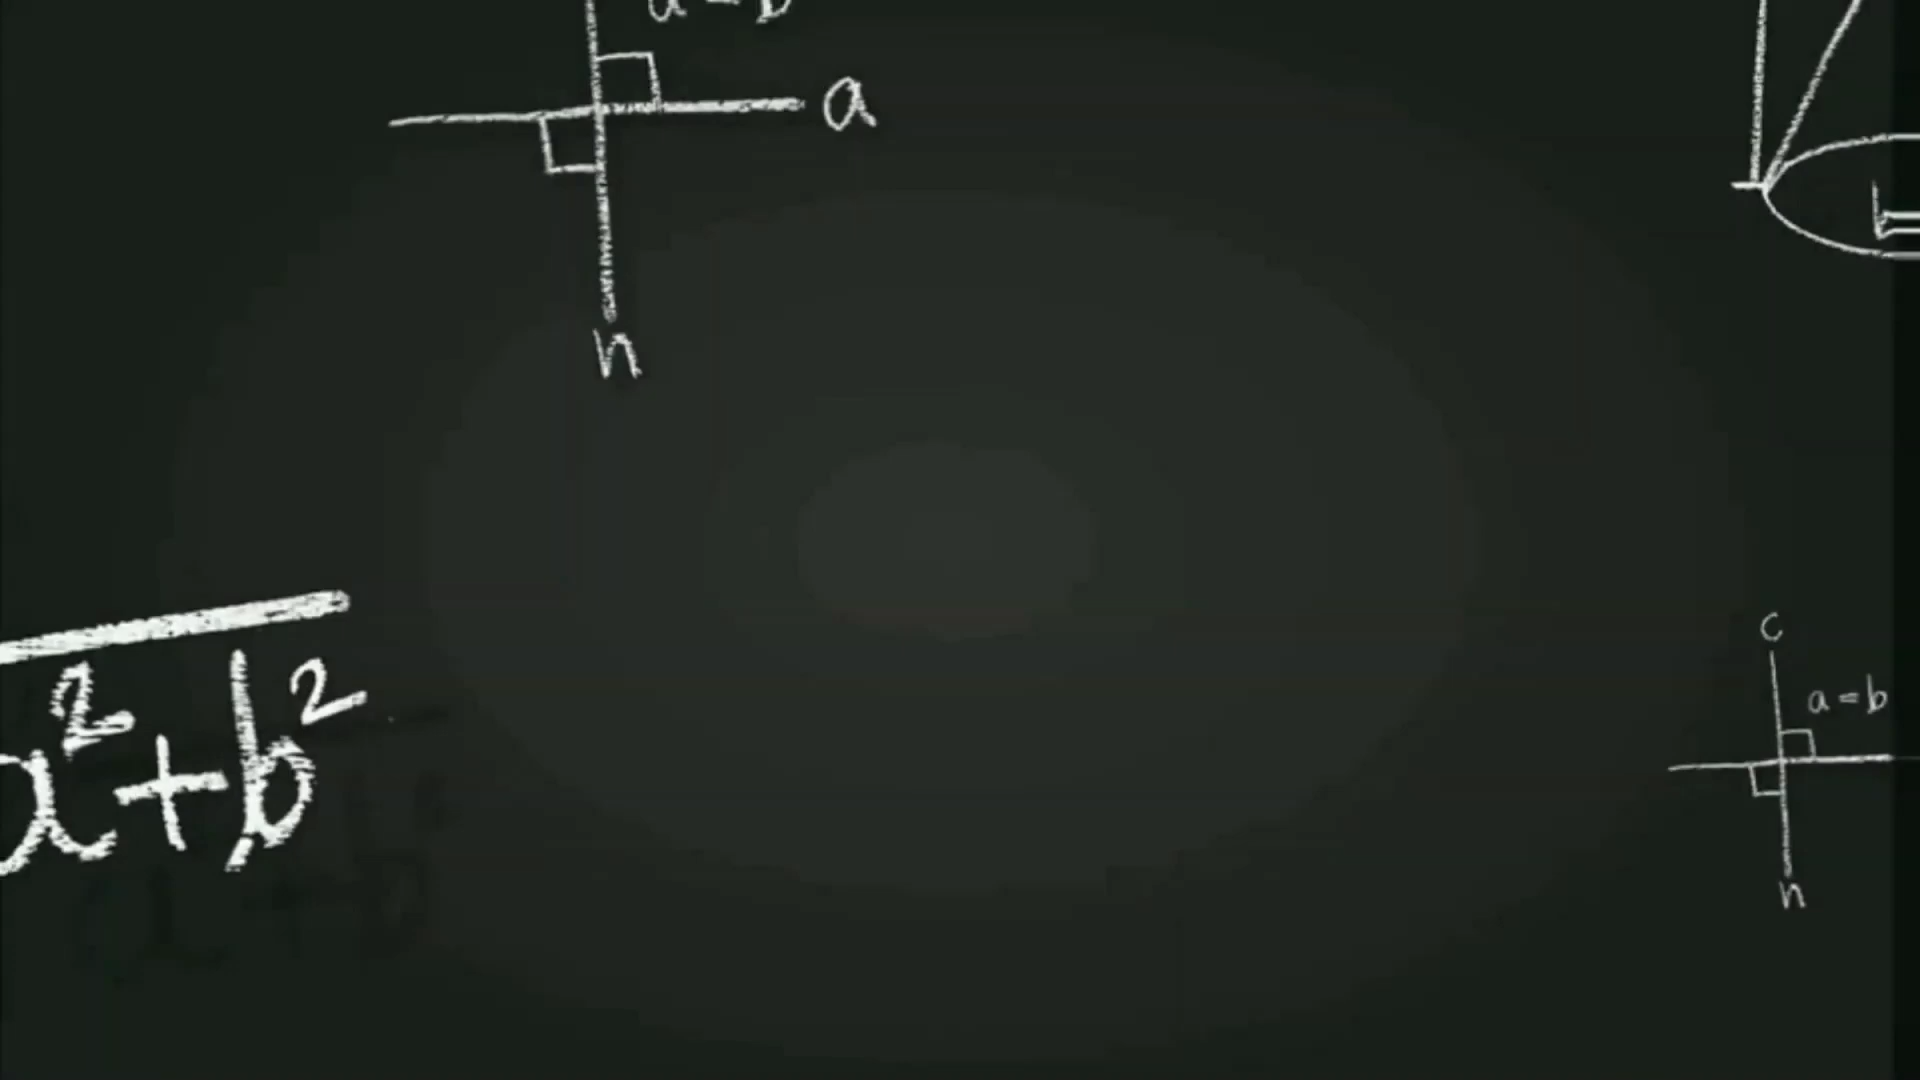 a = b
a
n
a²+b²
c
a = b
n